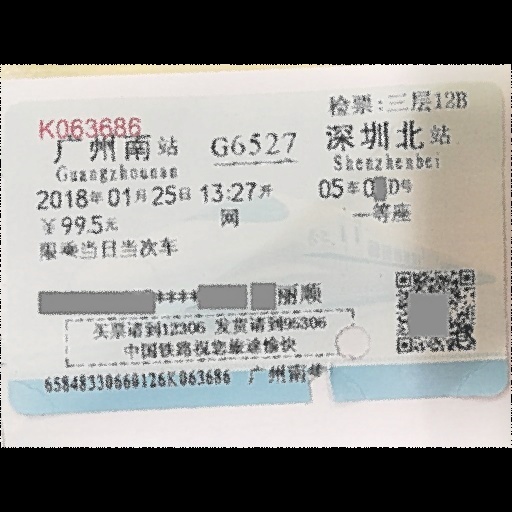 检票:三层12B
K063686
广州南站 G6527 深圳北站
Guangzhounan Shenzhenbei
2018年01月25日 13:27开 05车0 D号
￥99.5元 网 一等座
限乘当日当次车
**** 丽顺
买票请到12306 发货请到95306
中国铁路祝您旅途愉快
65848330660126K063686 广州南售